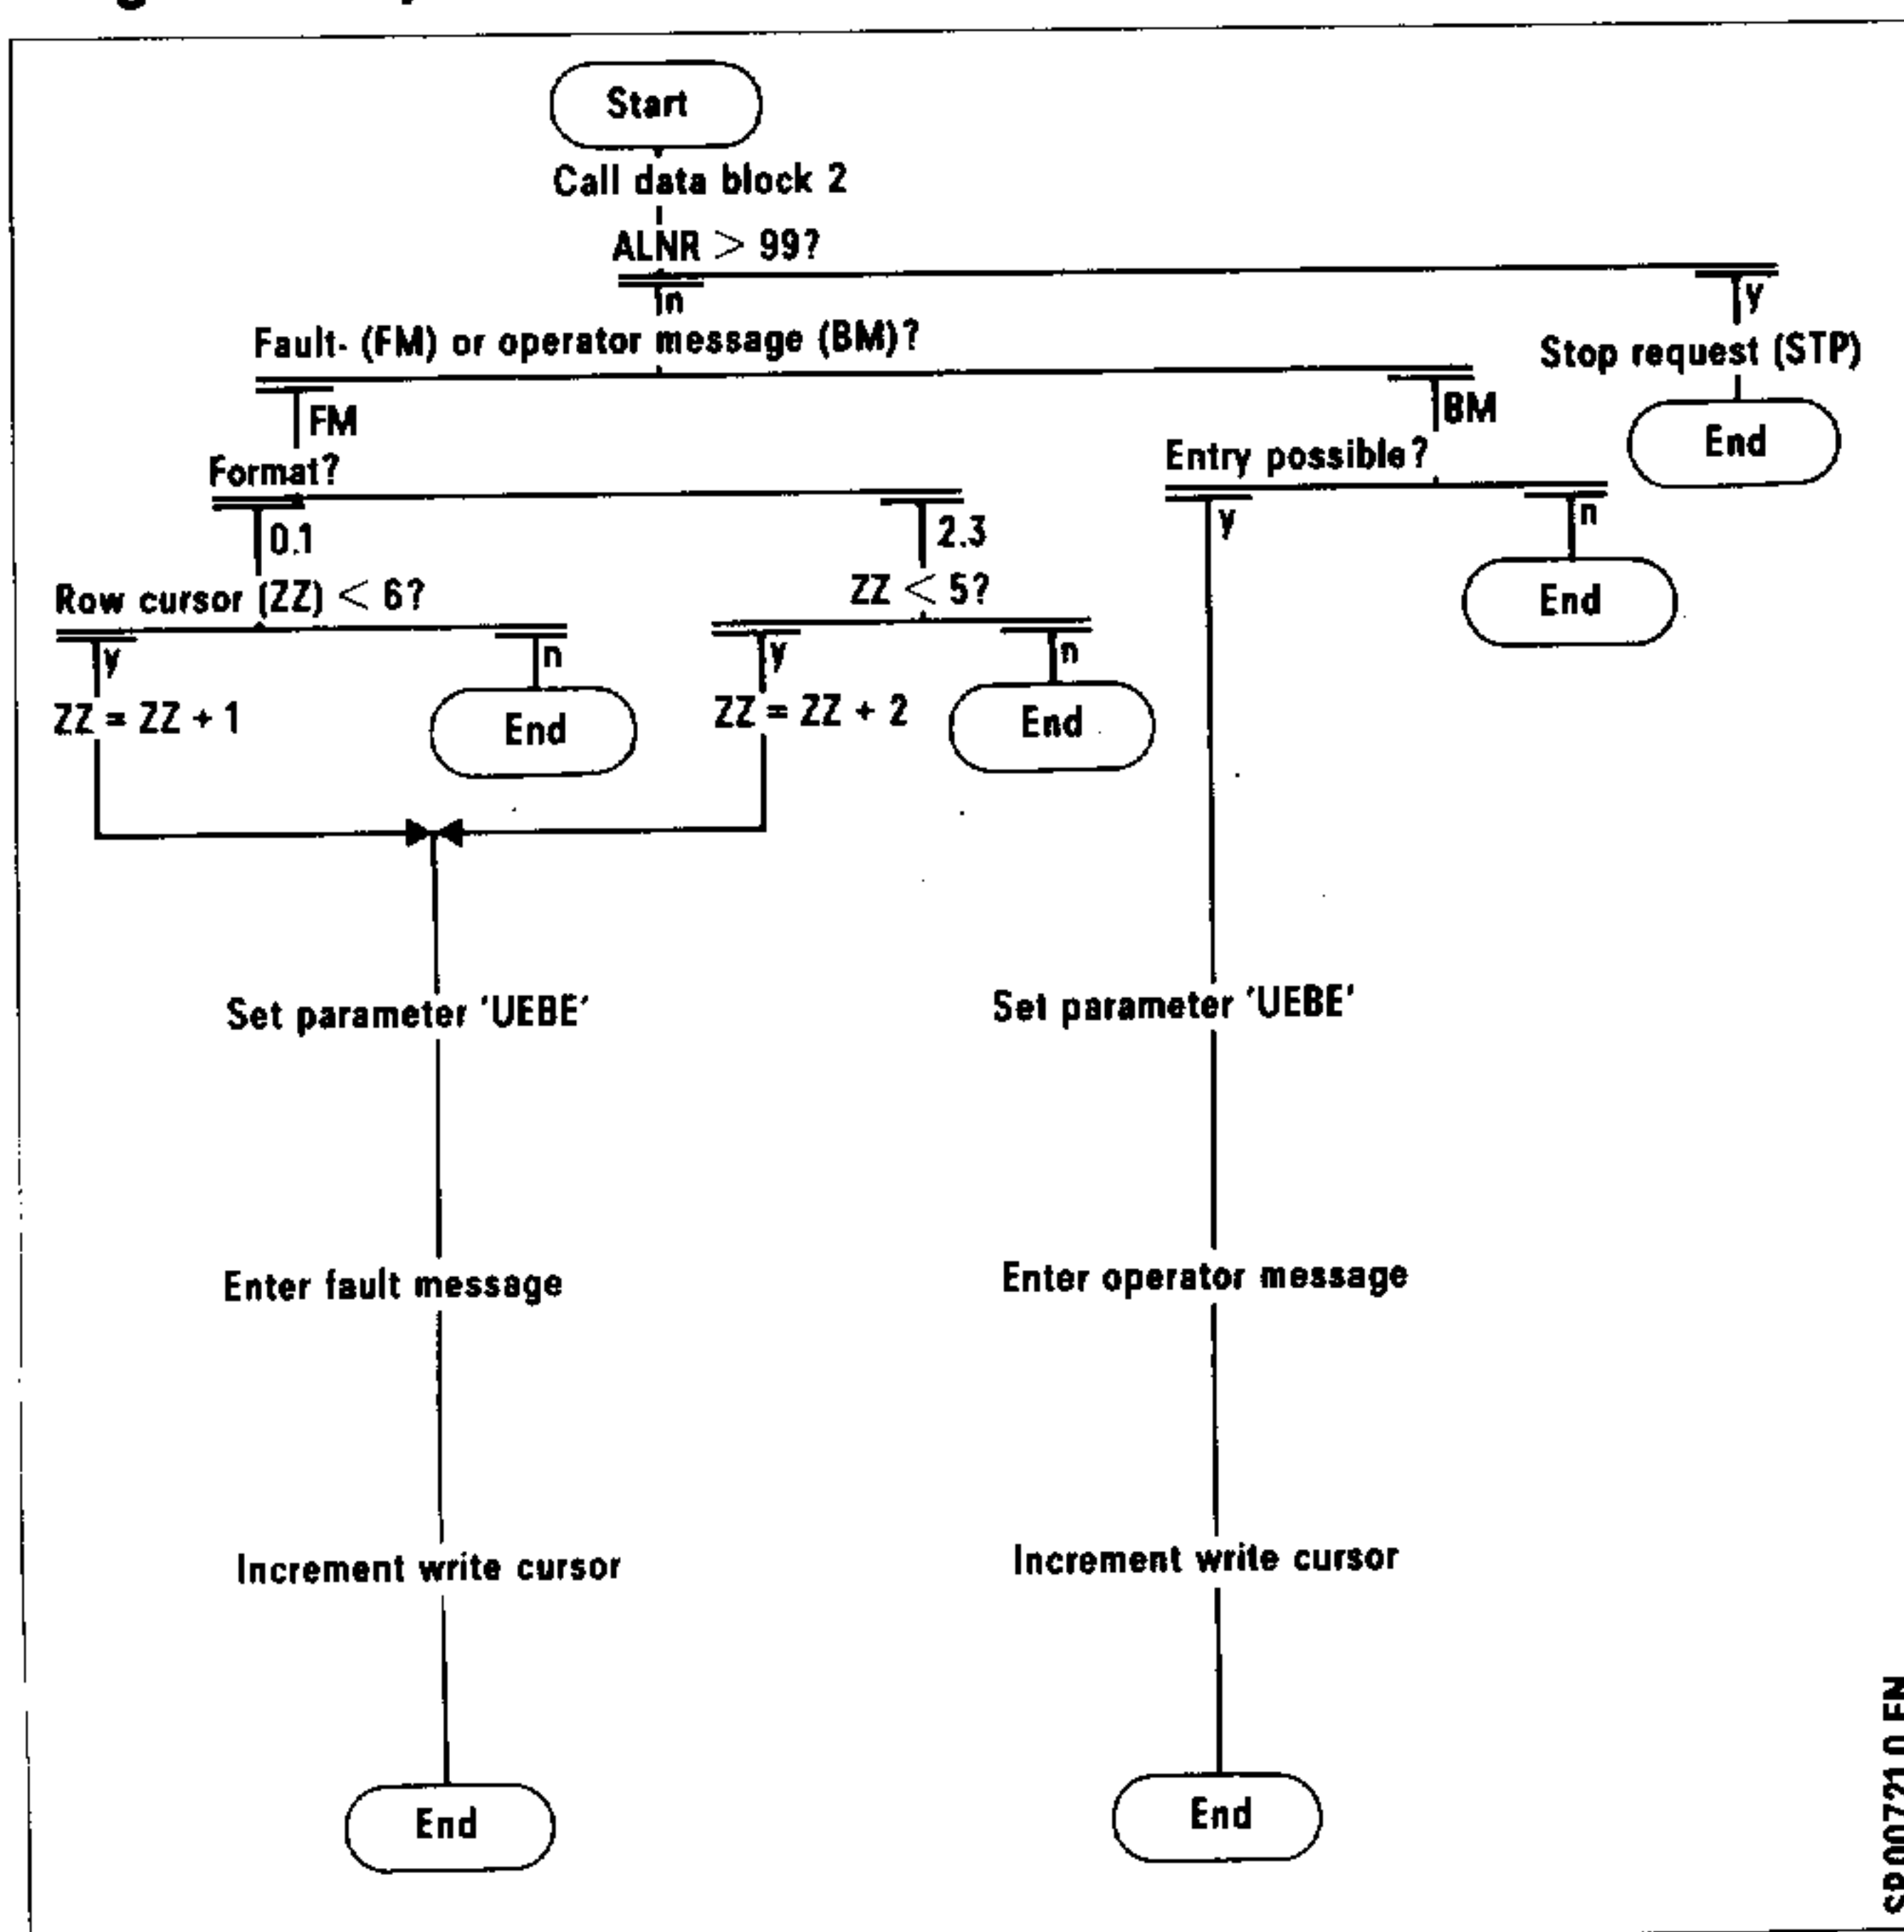 Start
Call data block 2
ALNR > 99?
n
y
Fault- (FM) or operator message (BM)?
Stop request (STP)
FM
BM
End
Format?
Entry possible?
0.1
2.3
y
n
Row cursor (ZZ) < 6?
ZZ < 5?
End
y
n
y
n
ZZ = ZZ + 1
End
ZZ = ZZ + 2
End
Set parameter 'UEBE'
Set parameter 'UEBE'
Enter fault message
Enter operator message
Increment write cursor
Increment write cursor
End
End